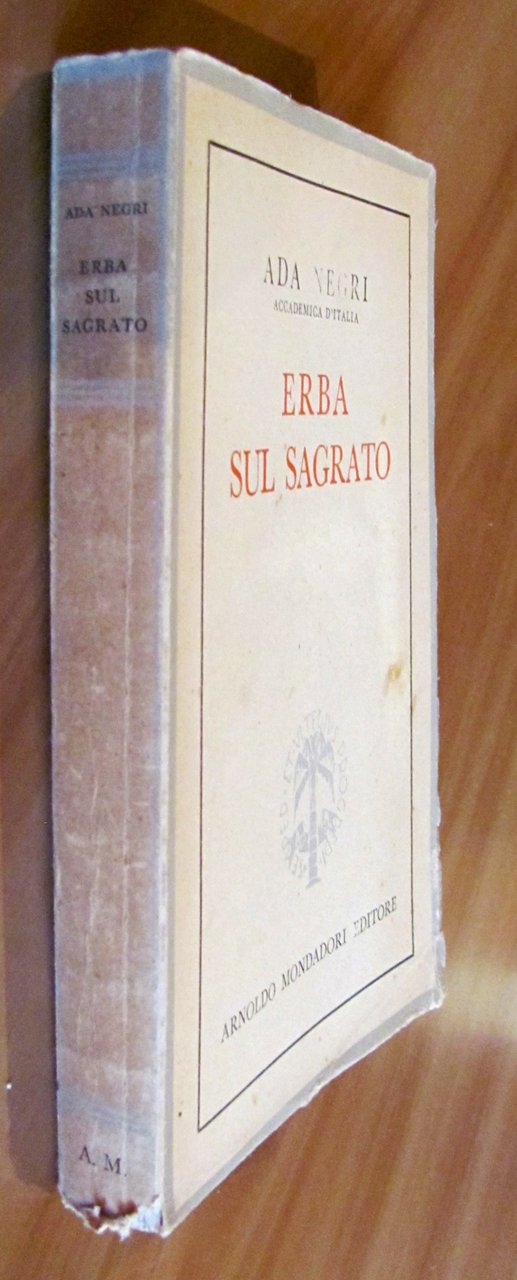 ADA NEGRI
ERBA
SUL
SAGRATO
A. M.
ADA NEGRI
ACCADEMICA D'ITALIA
ERBA
SUL SAGRATO
ARNOLDO MONDADORI EDITORE